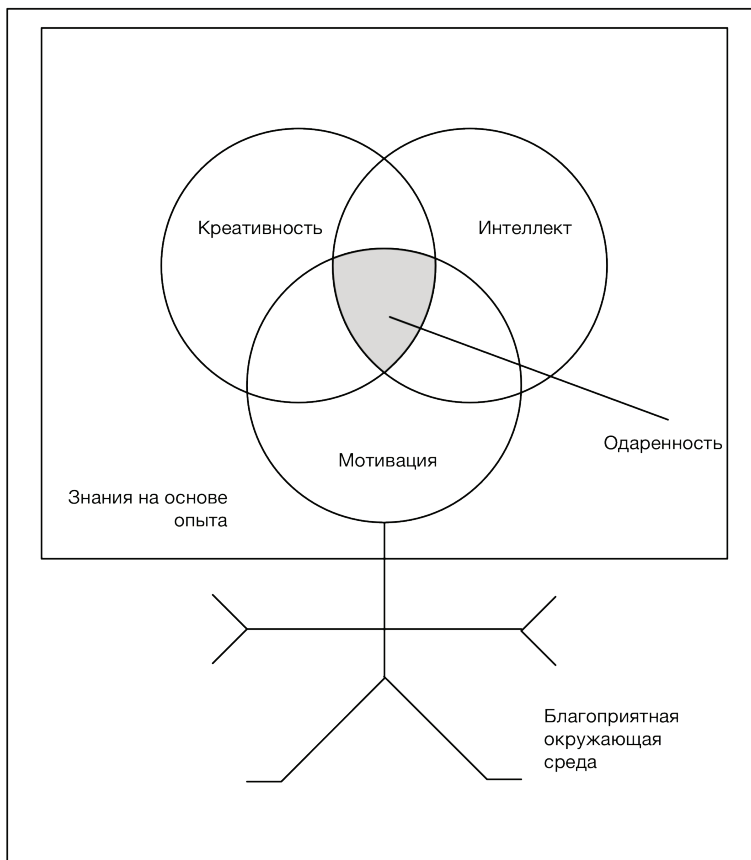 Креативность
Интеллект
Одаренность
Мотивация
Знания на основе
опыта
Благоприятная
окружающая
среда